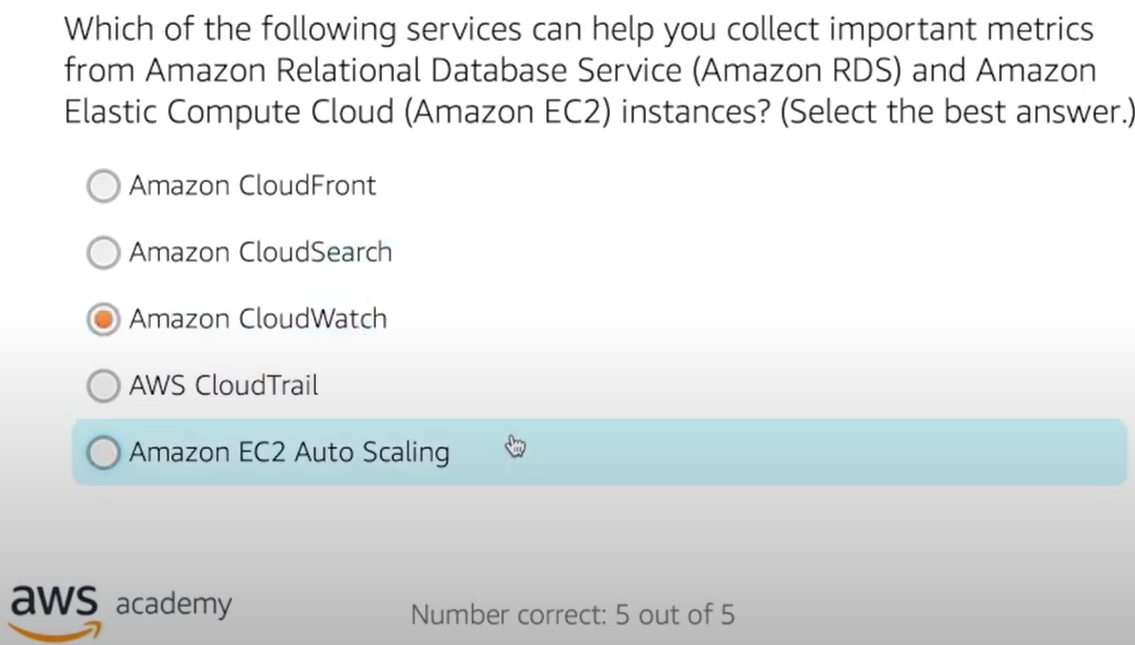 Which of the following services can help you collect important metrics
from Amazon Relational Database Service (Amazon RDS) and Amazon
Elastic Compute Cloud (Amazon EC2) instances? (Select the best answer.)
Amazon CloudFront
Amazon CloudSearch
Amazon CloudWatch
AWS CloudTrail
Amazon EC2 Auto Scaling
aws academy
Number correct: 5 out of 5